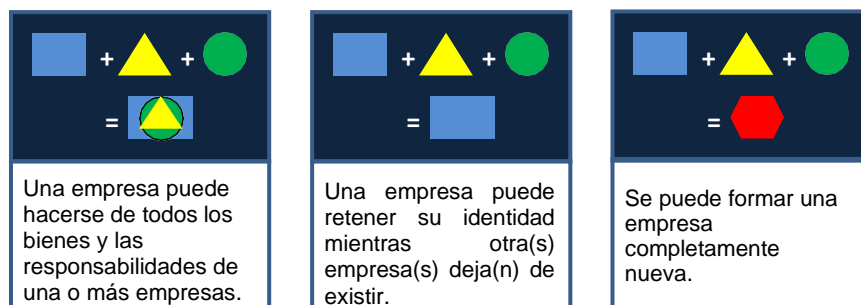 + +
=
Una empresa puede
hacerse de todos los
bienes y las
responsabilidades de
una o más empresas.
+ +
=
Una empresa puede
retener su identidad
mientras otra(s)
empresa(s) deja(n) de
existir.
+ +
=
Se puede formar una
empresa
completamente
nueva.